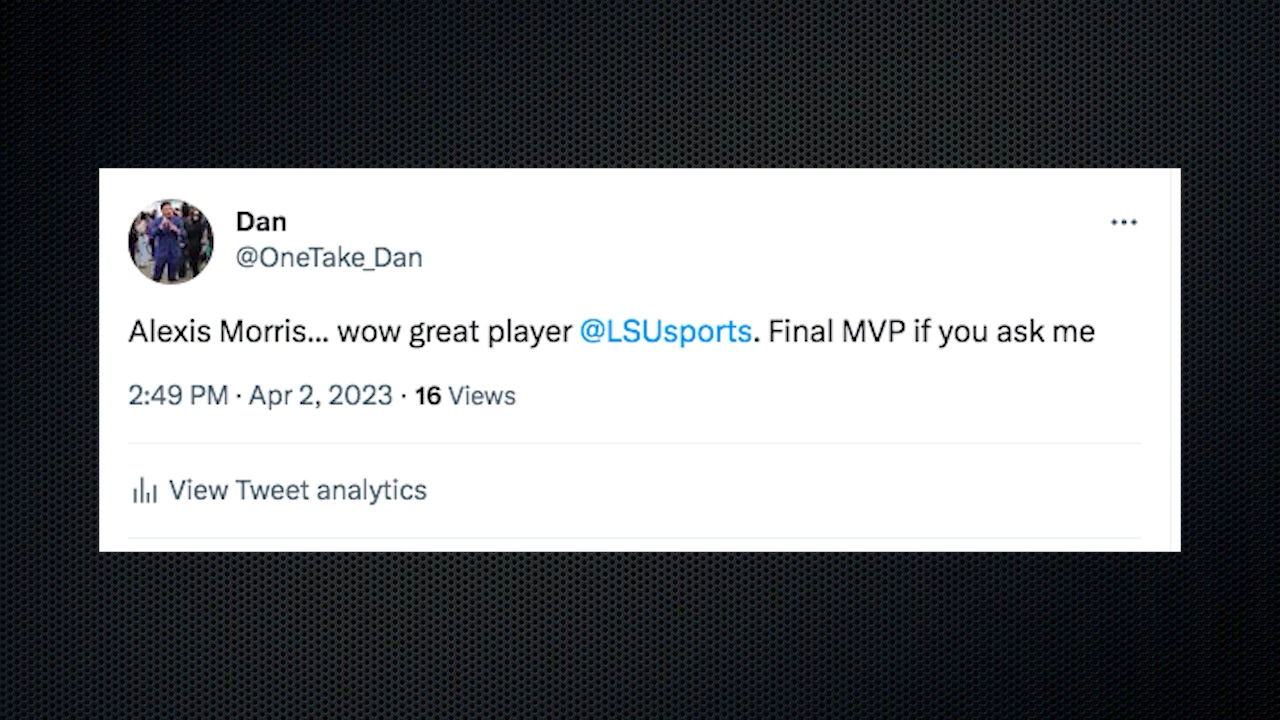 Dan
@OneTake_Dan
Alexis Morris... wow great player @LSUsports. Final MVP if you ask me
2:49 PM · Apr 2, 2023 · 16 Views
View Tweet analytics